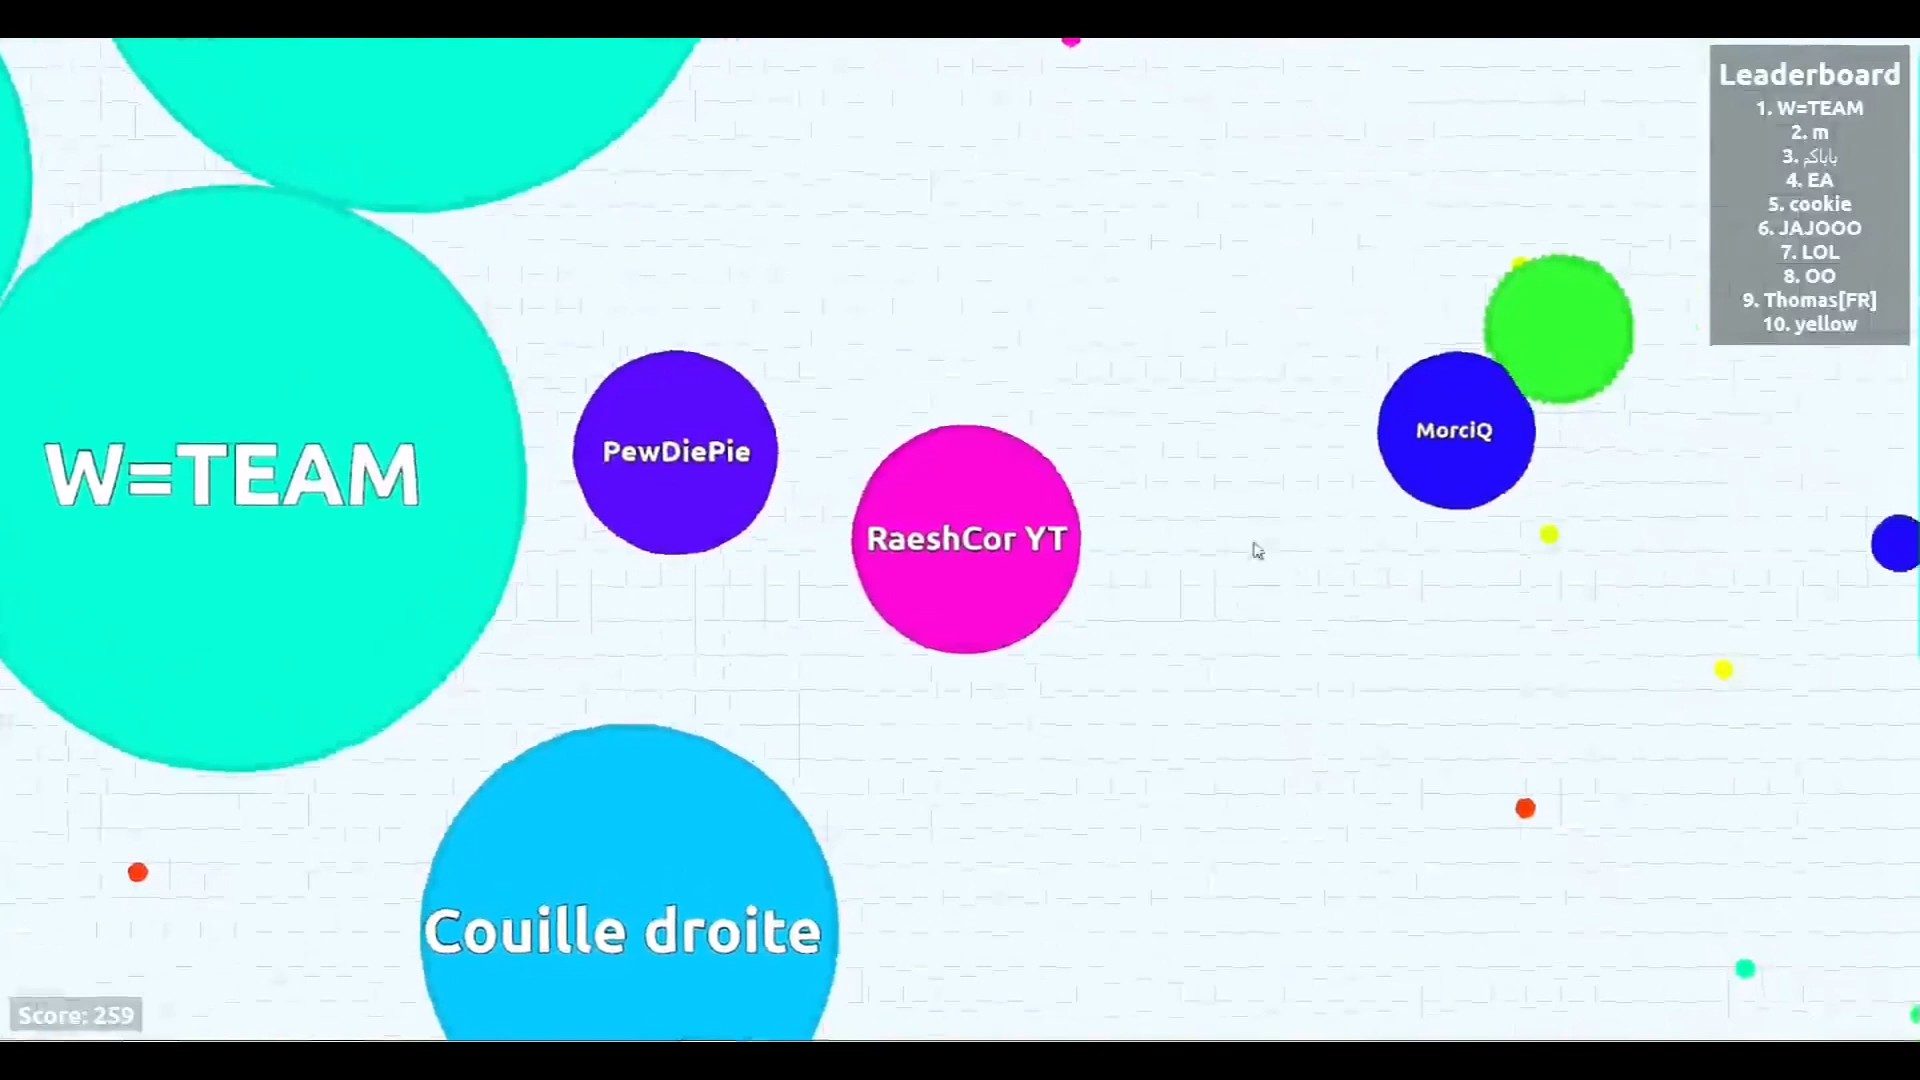 Leaderboard
1. W=TEAM
2. m
3. باباكم
4. EA
5. cookie
6. JAJOOO
7. LOL
8. OO
9. Thomas[FR]
10. yellow
MorciQ
PewDiePie
W=TEAM
RaeshCor YT
Couille droite
Score: 259